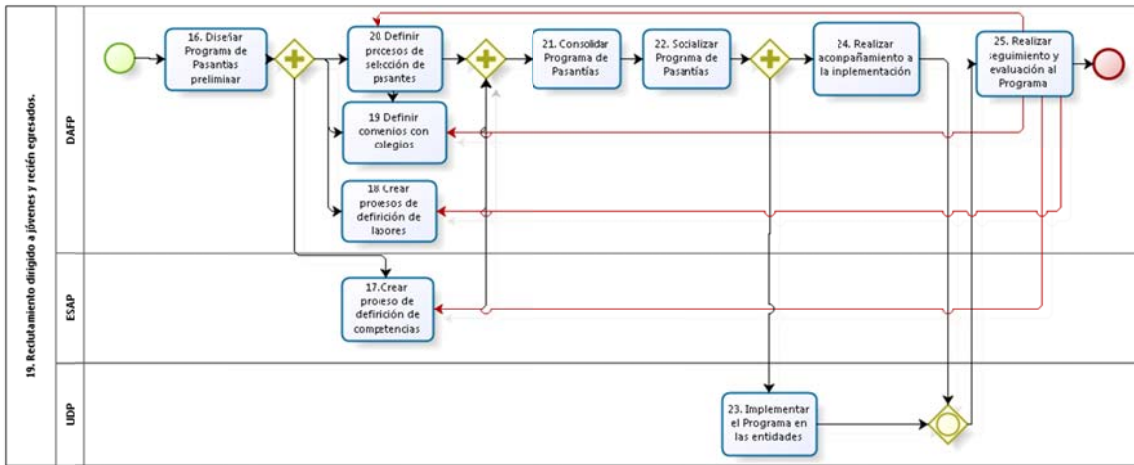 19. Reclutamiento dirigido a jóvenes y recién egresados.
DAFP
16. Diseñar
Programa de
Pasantías
preliminar
20 Definir
procesos de
selección de
pasantes
19 Definir
convenios con
colegios
18 Crear
procesos de
definición de
labores
21. Consolidar
Programa de
Pasantías
22. Socializar
Programa de
Pasantías
24. Realizar
acompañamiento a
la implementación
25. Realizar
seguimiento y
evaluación al
Programa
ESAP
17.Crear
proceso de
definición de
competencias
UDP
23. Implementar
el Programa en
las entidades